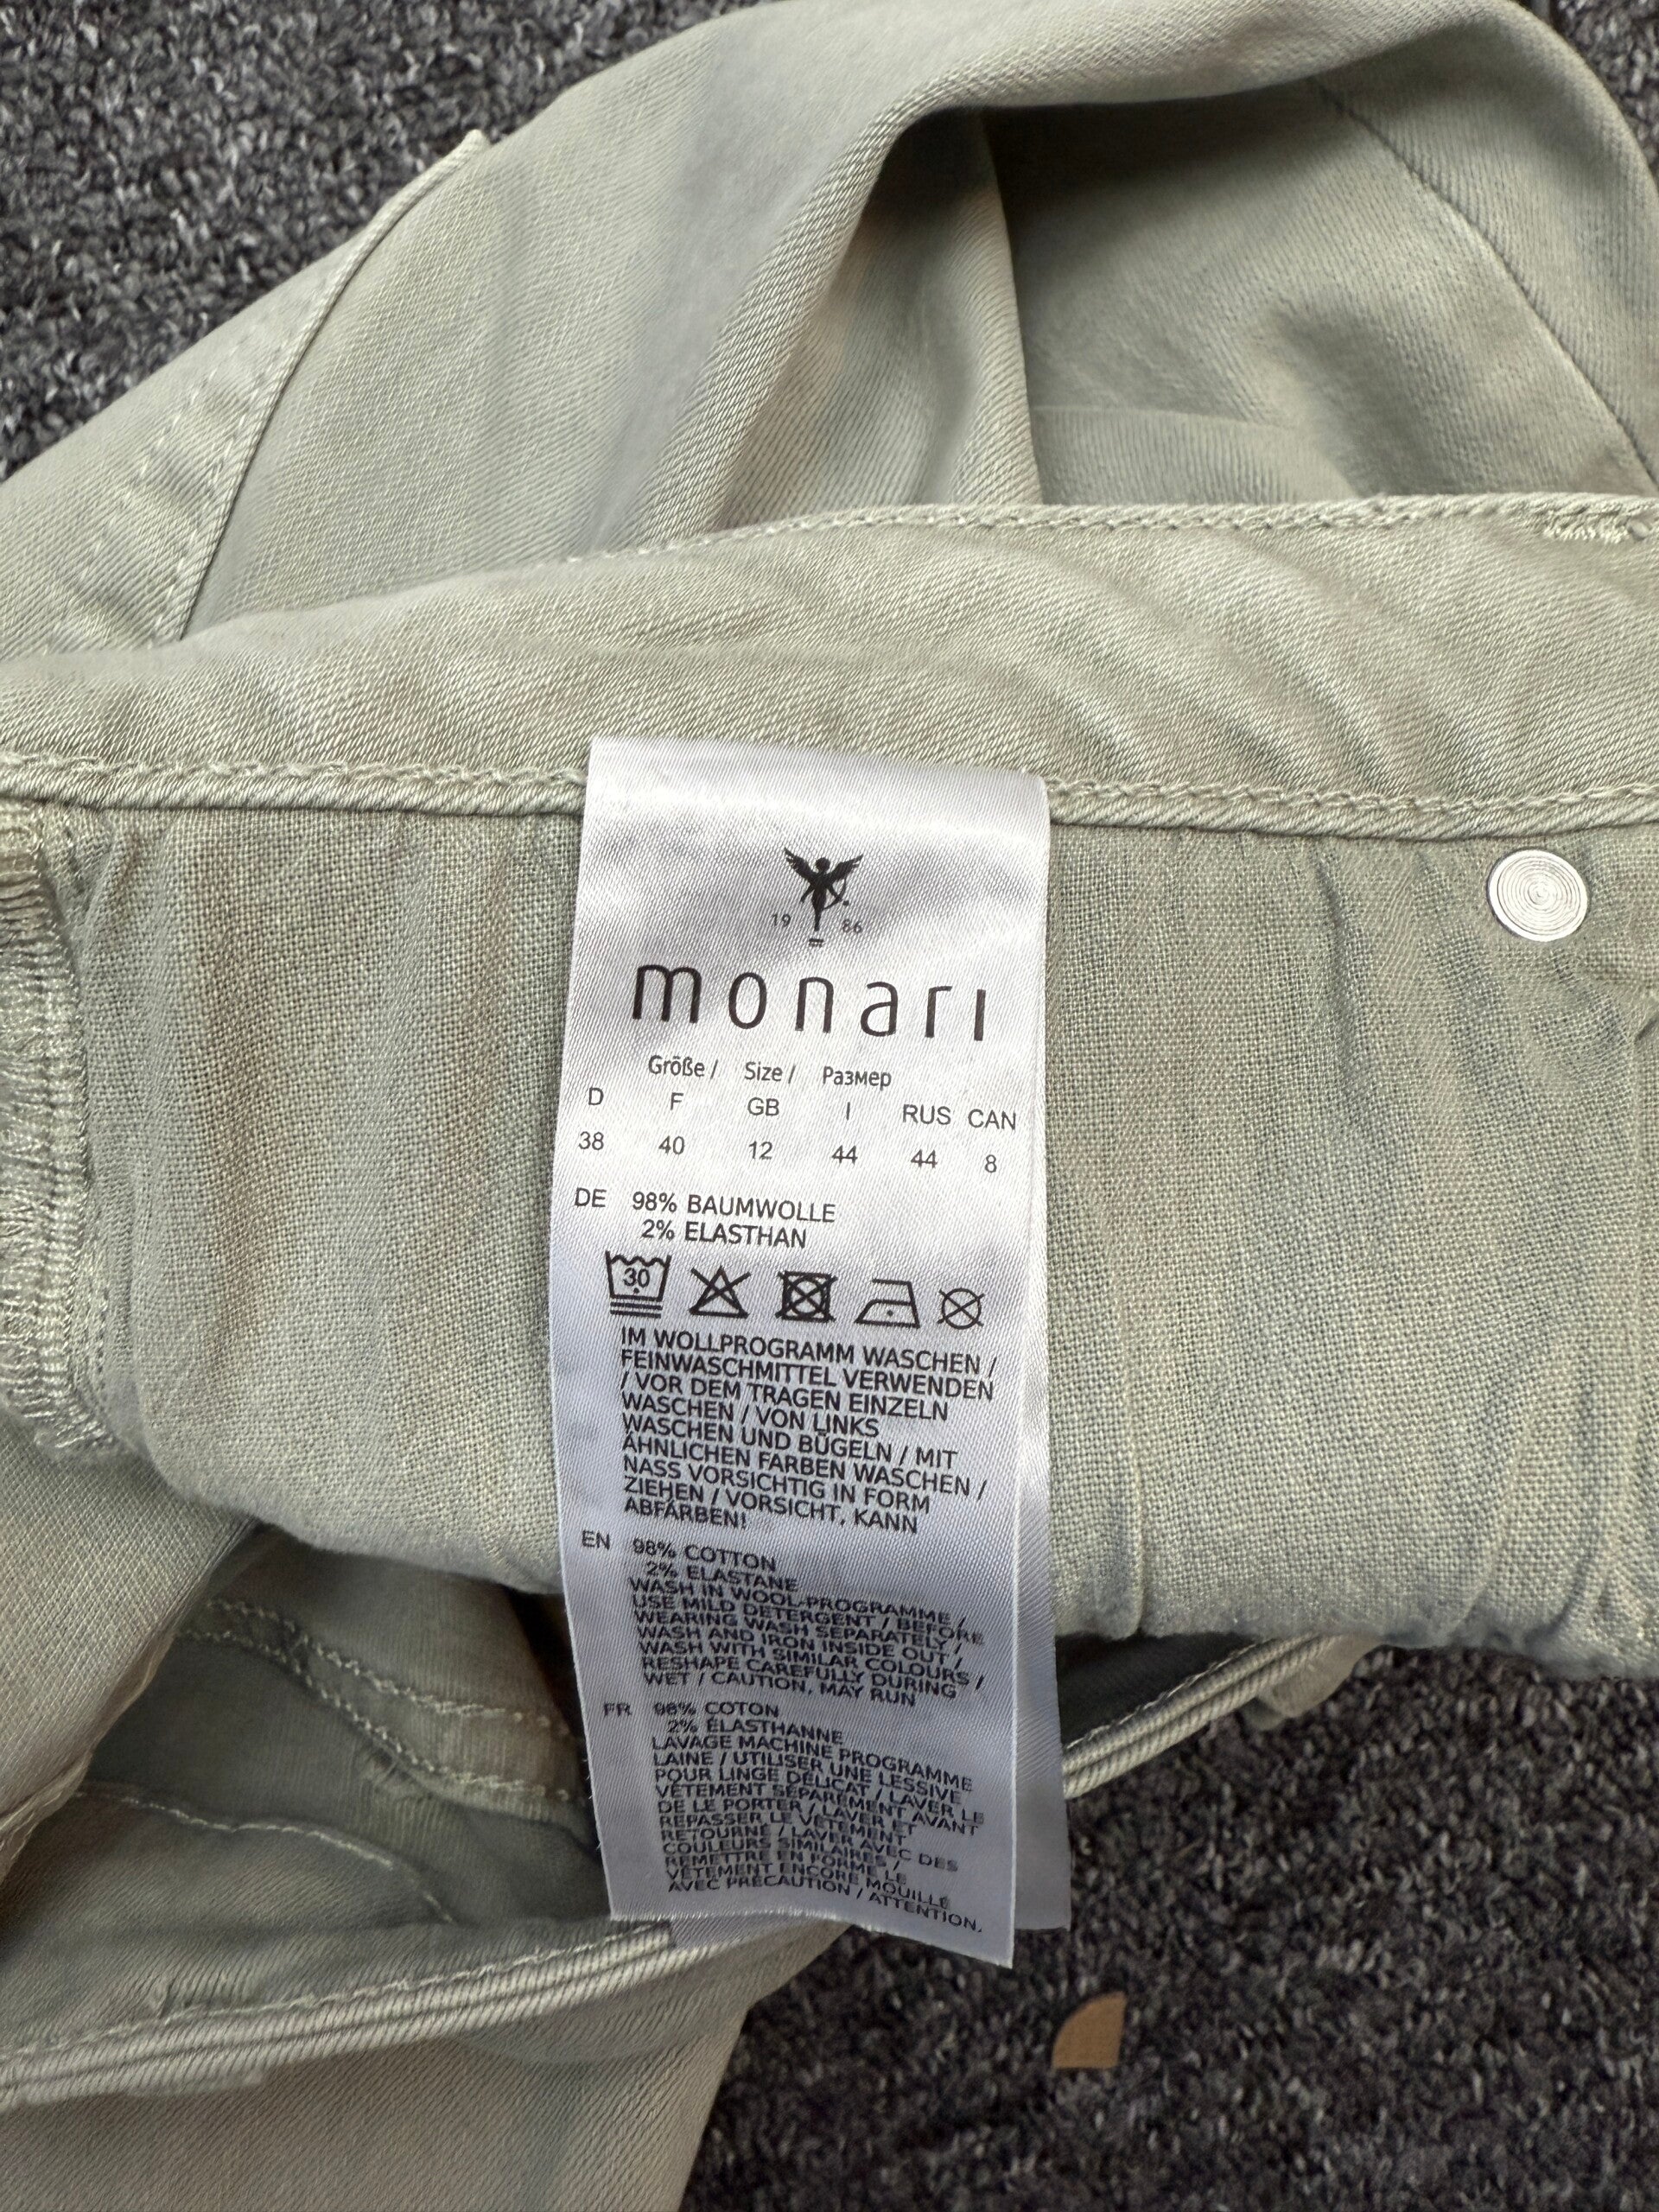 19 86
monari
Größe / Size / Размер
D F GB I RUS CAN
38 40 12 44 44 8
DE 98% BAUMWOLLE
2% ELASTHAN
30
IM WOLLPROGRAMM WASCHEN /
FEINWASCHMITTEL VERWENDEN
/ VOR DEM TRAGEN EINZELN
WASCHEN / VON LINKS
WASCHEN UND BÜGELN / MIT
ÄHNLICHEN FARBEN WASCHEN /
NASS VORSICHTIG IN FORM
ZIEHEN / VORSICHT, KANN
ABFÄRBEN!
EN 98% COTTON
2% ELASTANE
WASH IN WOOL-PROGRAMME /
USE MILD DETERGENT / BEFORE
WEARING WASH SEPARATELY /
WASH AND IRON INSIDE OUT /
WASH WITH SIMILAR COLOURS /
RESHAPE CAREFULLY DURING
WET / CAUTION, MAY RUN
FR 98% COTON
2% ÉLASTHANNE
LAVAGE MACHINE PROGRAMME
LAINE / UTILISER UNE LESSIVE
POUR LINGE DÉLICAT / LAVER LE
VÊTEMENT SÉPARÉMENT AVANT
DE LE PORTER / LAVER ET
REPASSER LE VÊTEMENT
RETOURNÉ / LAVER AVEC DES
COULEURS SIMILAIRES /
REMETTRE EN FORME LE
VÊTEMENT ENCORE MOUILLÉ
AVEC PRÉCAUTION / ATTENTION,